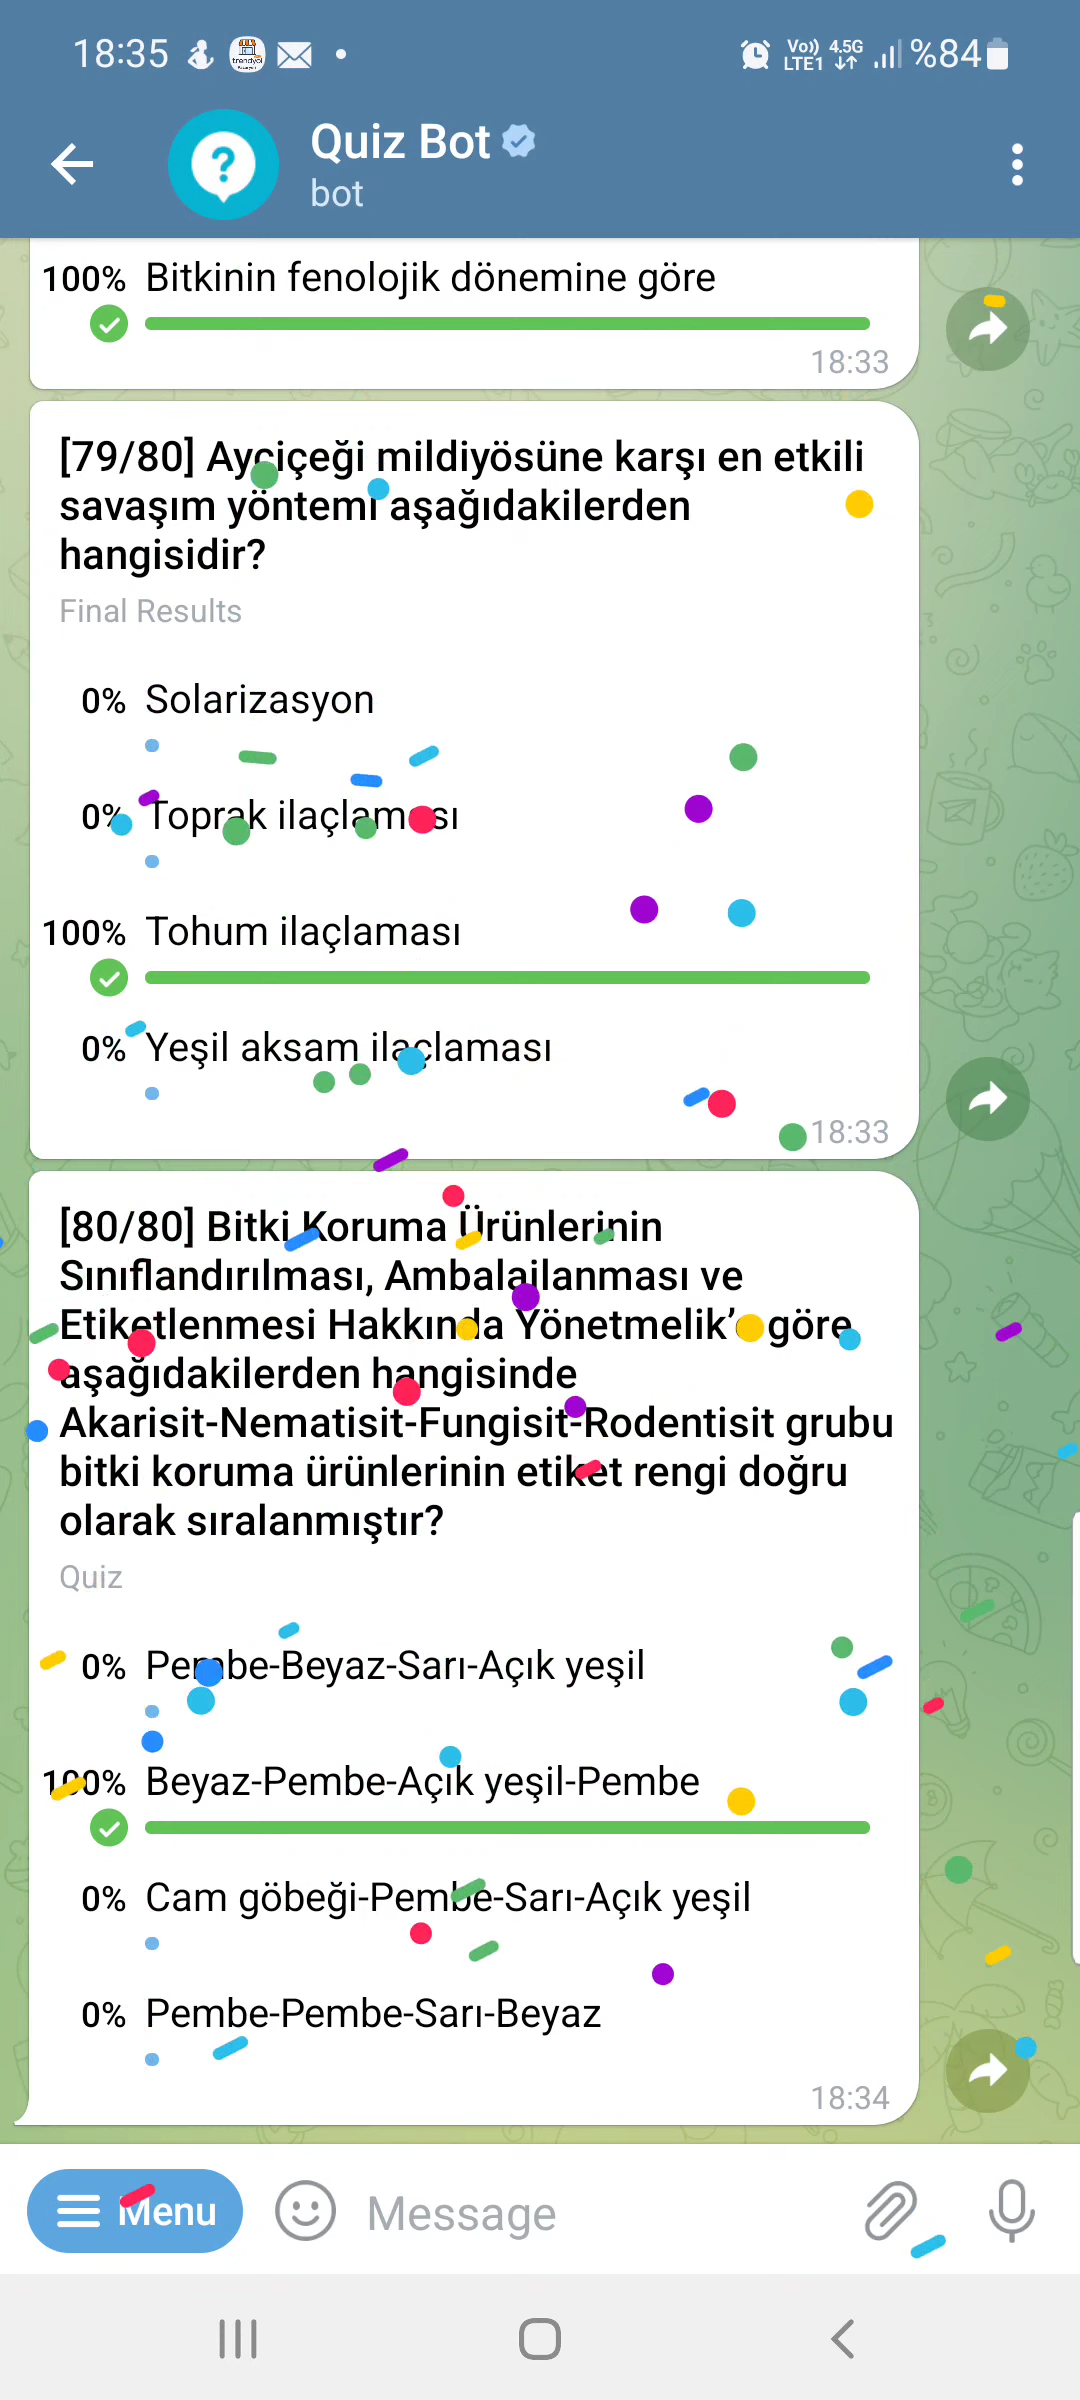 18:35
trendyol
Vo)) 4.5G
LTE1
%84
Quiz Bot
bot
100% Bitkinin fenolojik dönemine göre
18:33
[79/80] Ayçiçeği mildiyösüne karşı en etkili
savaşım yöntemi aşağıdakilerden
hangisidir?
Final Results
0% Solarizasyon
0% Toprak ilaçlaması
100% Tohum ilaçlaması
0% Yeşil aksam ilaçlaması
18:33
[80/80] Bitki Koruma Ürünlerinin
Sınıflandırılması, Ambalajlanması ve
Etiketlenmesi Hakkında Yönetmelik’ göre
aşağıdakilerden hangisinde
Akarisit-Nematisit-Fungisit-Rodentisit grubu
bitki koruma ürünlerinin etiket rengi doğru
olarak sıralanmıştır?
Quiz
0% Pembe-Beyaz-Sarı-Açık yeşil
100% Beyaz-Pembe-Açık yeşil-Pembe
0% Cam göbeği-Pembe-Sarı-Açık yeşil
0% Pembe-Pembe-Sarı-Beyaz
18:34
Menu
Message